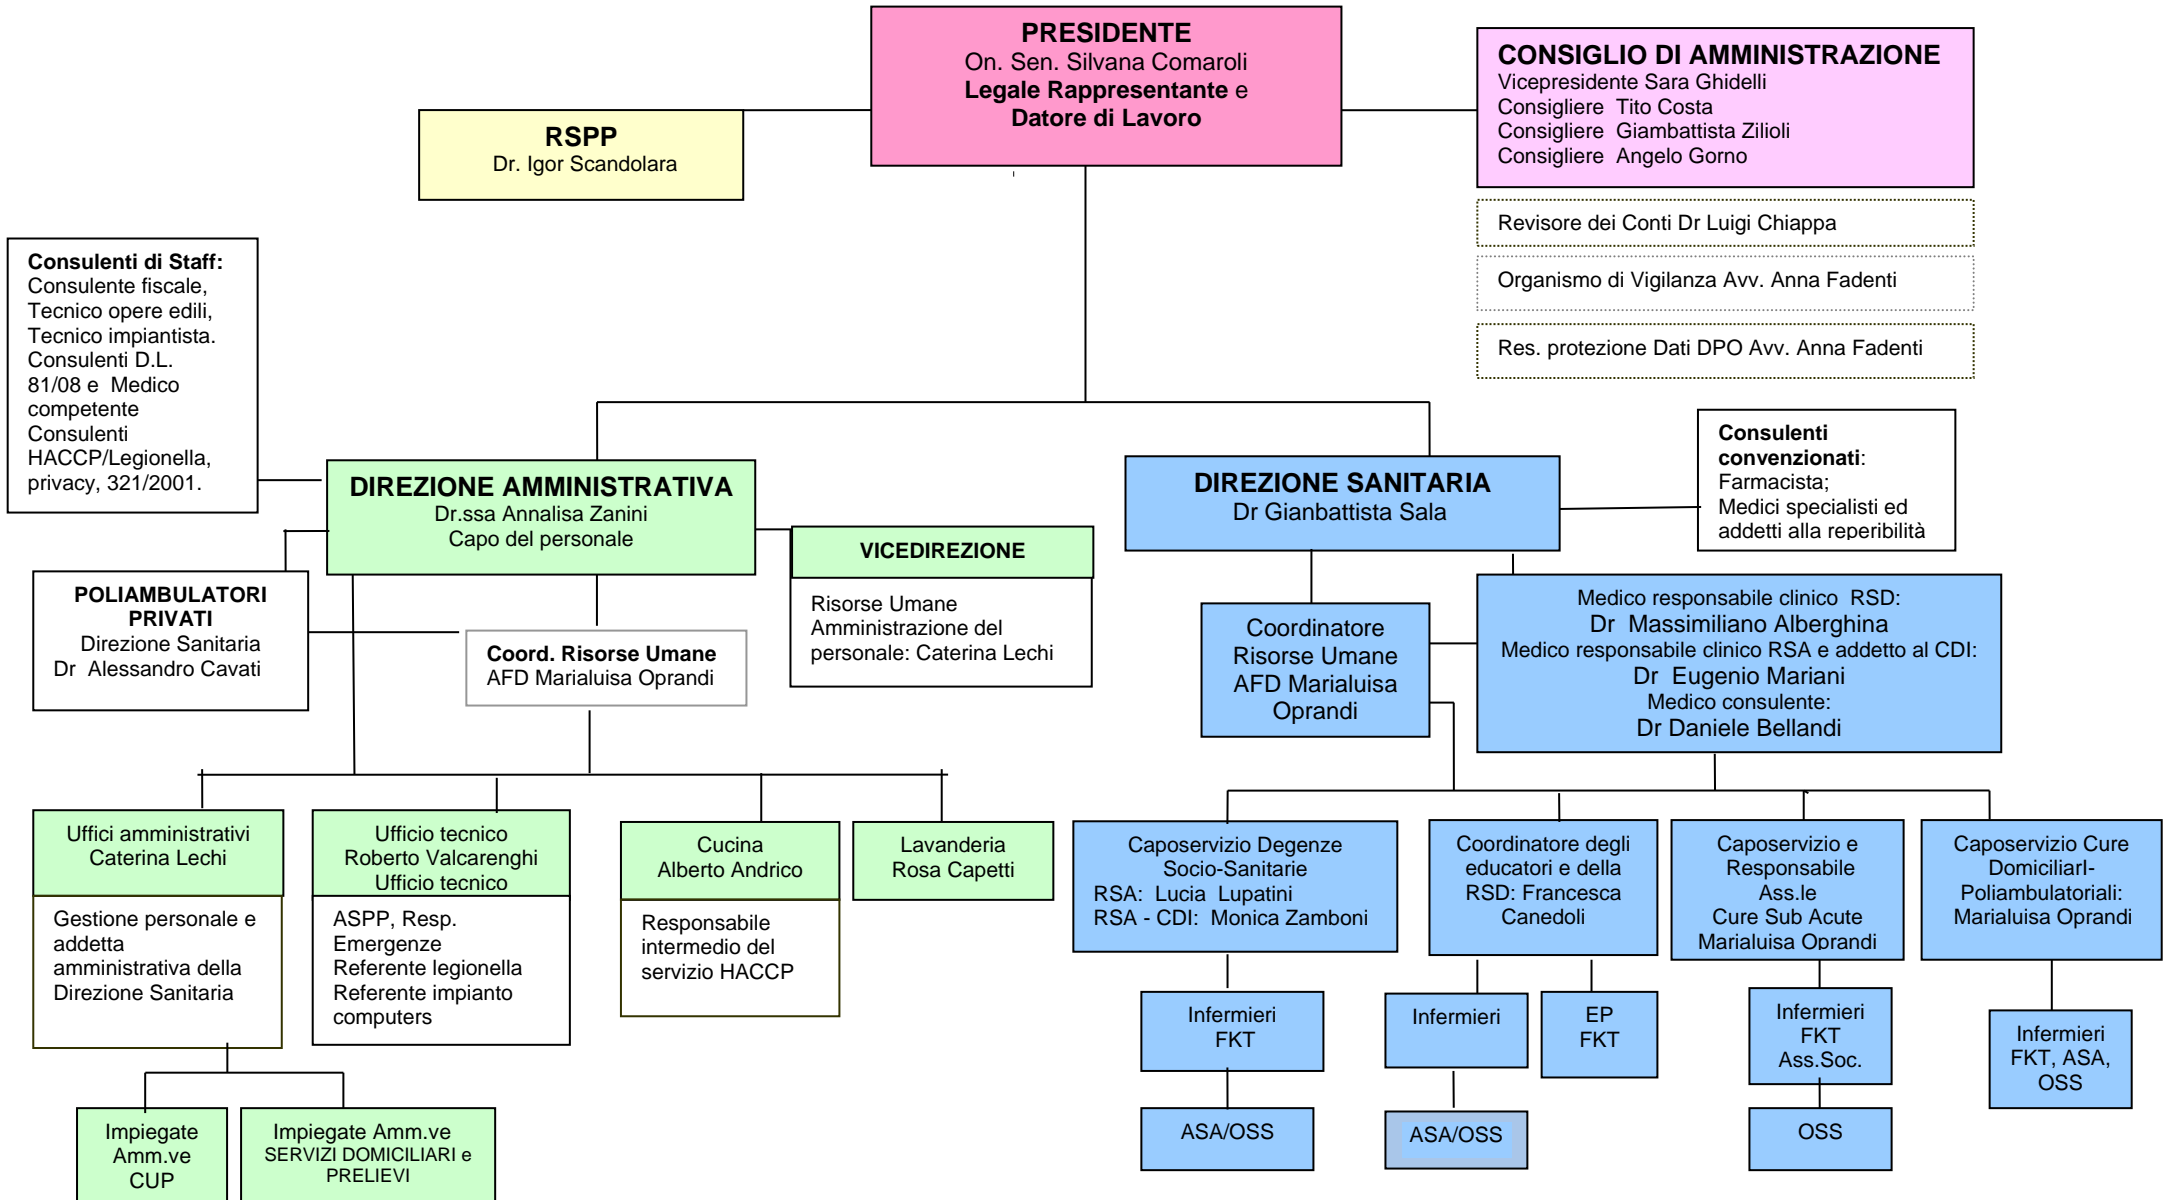 PRESIDENTE
On. Sen. Silvana Comaroli
Legale Rappresentante e
Datore di Lavoro
CONSIGLIO DI AMMINISTRAZIONE
Vicepresidente Sara Ghidelli
Consigliere Tito Costa
Consigliere Giambattista Zilioli
Consigliere Angelo Gorno
RSPP
Dr. Igor Scandolara
Revisore dei Conti Dr Luigi Chiappa
Organismo di Vigilanza Avv. Anna Fadenti
Res. protezione Dati DPO Avv. Anna Fadenti
Consulenti di Staff:
Consulente fiscale,
Tecnico opere edili,
Tecnico impiantista.
Consulenti D.L.
81/08 e Medico
competente
Consulenti
HACCP/Legionella,
privacy, 321/2001.
Consulenti
convenzionati:
Farmacista;
Medici specialisti ed
addetti alla reperibilità
DIREZIONE AMMINISTRATIVA
Dr.ssa Annalisa Zanini
Capo del personale
DIREZIONE SANITARIA
Dr Gianbattista Sala
VICEDIREZIONE
Risorse Umane
Amministrazione del
personale: Caterina Lechi
POLIAMBULATORI
PRIVATI
Direzione Sanitaria
Dr Alessandro Cavati
Coord. Risorse Umane
AFD Marialuisa Oprandi
Coordinatore
Risorse Umane
AFD Marialuisa
Oprandi
Medico responsabile clinico RSD:
Dr Massimiliano Alberghina
Medico responsabile clinico RSA e addetto al CDI:
Dr Eugenio Mariani
Medico consulente:
Dr Daniele Bellandi
Uffici amministrativi
Caterina Lechi
Gestione personale e
addetta
amministrativa della
Direzione Sanitaria
Ufficio tecnico
Roberto Valcarenghi
Ufficio tecnico
ASPP, Resp.
Emergenze
Referente legionella
Referente impianto
computers
Cucina
Alberto Andrico
Responsabile
intermedio del
servizio HACCP
Lavanderia
Rosa Capetti
Caposervizio Degenze
Socio-Sanitarie
RSA: Lucia Lupatini
RSA - CDI: Monica Zamboni
Coordinatore degli
educatori e della
RSD: Francesca
Canedoli
Caposervizio e
Responsabile
Ass.le
Cure Sub Acute
Marialuisa Oprandi
Caposervizio Cure
DomiciliarI-
Poliambulatoriali:
Marialuisa Oprandi
Infermieri
FKT
Infermieri
EP
FKT
Infermieri
FKT
Ass.Soc.
Infermieri
FKT, ASA,
OSS
Impiegate
Amm.ve
CUP
Impiegate Amm.ve
SERVIZI DOMICILIARI e
PRELIEVI
ASA/OSS
ASA/OSS
OSS